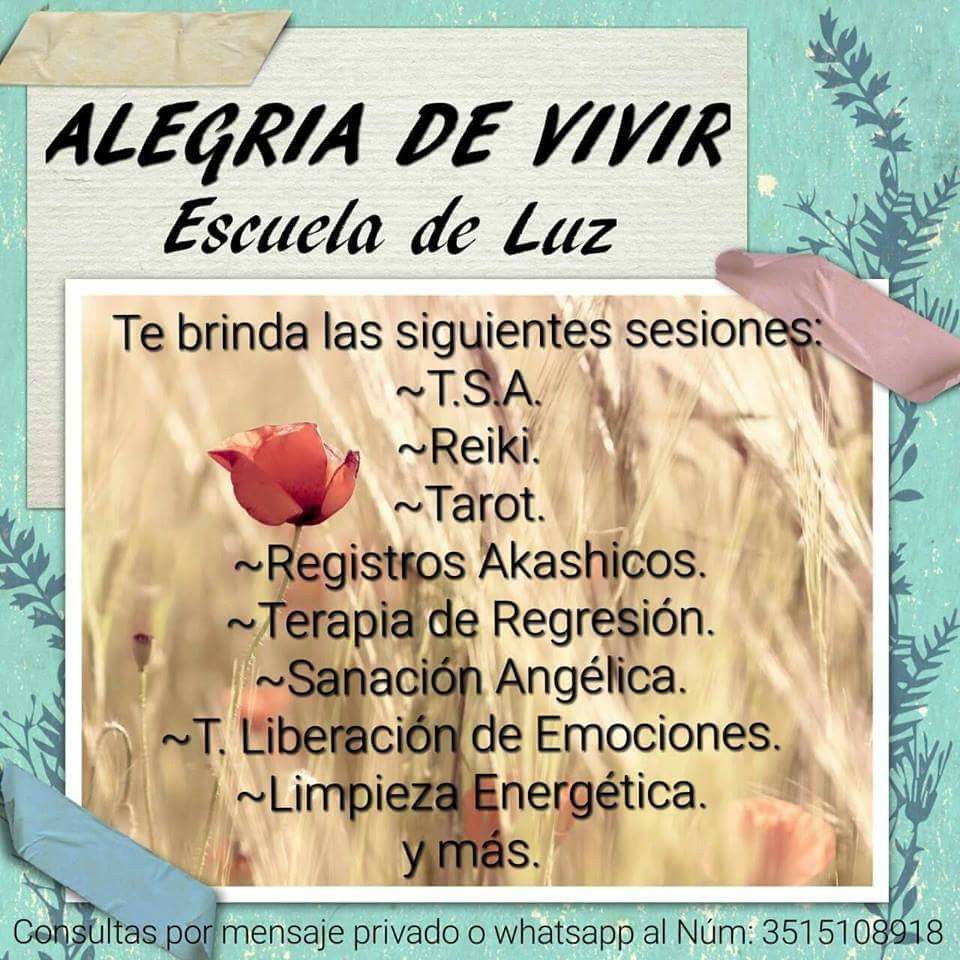 ALEGRIA DE VIVIR
Escuela de Luz
Te brinda las siguientes sesiones:
~T.S.A.
~Reiki.
~Tarot.
~Registros Akashicos.
~Terapia de Regresión.
~Sanación Angélica.
~T. Liberación de Emociones.
~Limpieza Energética.
y más.
Consultas por mensaje privado o whatsapp al Núm: 3515108918